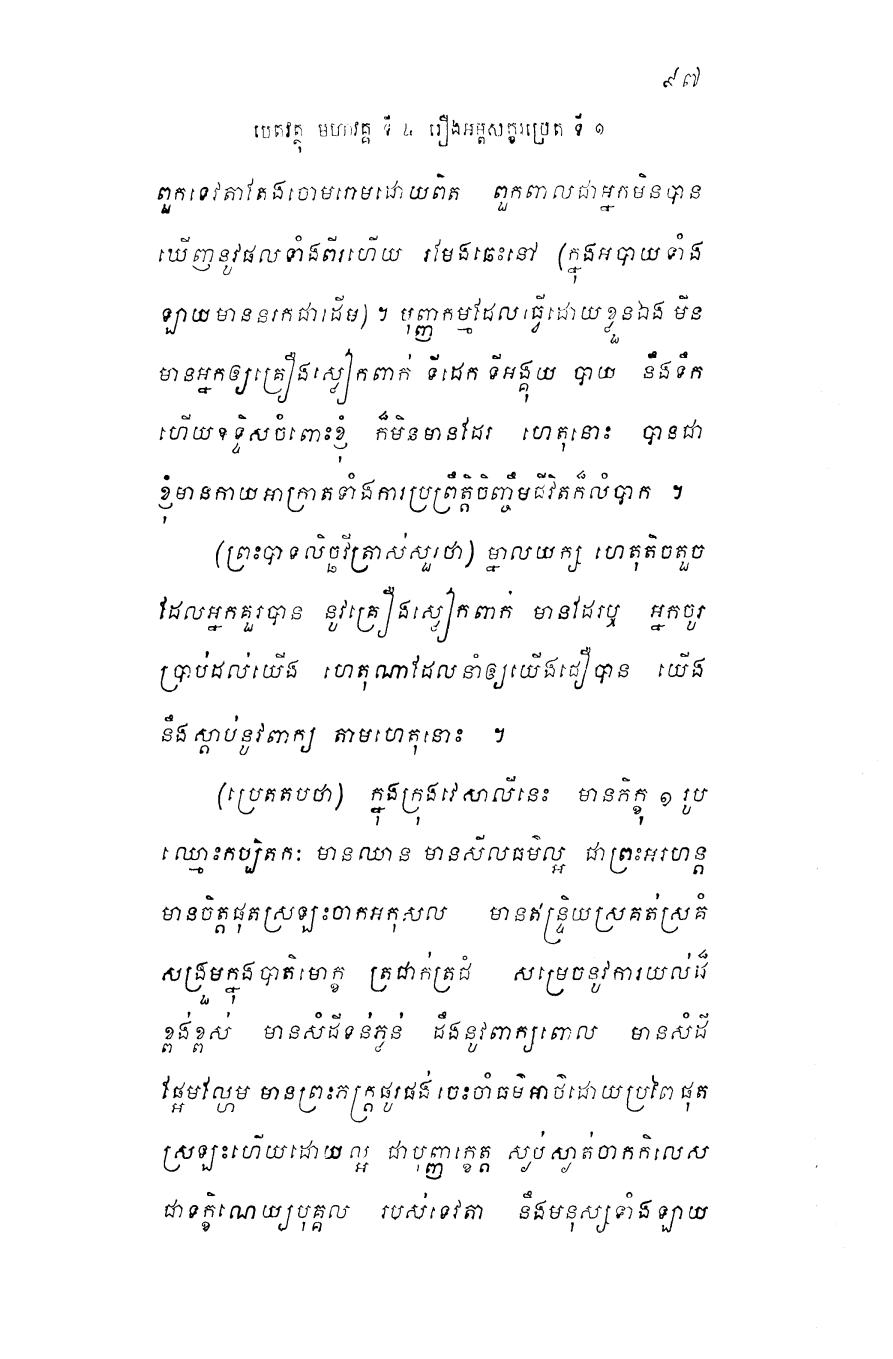 ៩៧
បេតវត្ថុ មហាវគ្គ ទី ៤ រឿងអម្ពសក្ខរប្រេត ទី ១
ពួកទេវតាតែងចោមរោមដោយពិត ពួកពាលជាអ្នកមិនបាន
ឃើញនូវផលទាំងពីរហើយ រមែងឆេះនៅ (ក្នុងអបាយទាំង
ឡាយមាននរកជាដើម) ។ បុញ្ញកម្មដែលធ្វើដោយខ្លួនឯង មិន
មានអ្នកឲ្យគ្រឿងស្លៀកពាក់ ទីដេក ទីអង្គុយ បាយ នឹងទឹក
ហើយឧទ្ទិសចំពោះខ្ញុំ ក៏មិនមានដែរ ហេតុនោះ បានជា
ខ្ញុំមានកាយអាក្រាតទាំងការប្រព្រឹត្តិចិញ្ចឹមជីវិតក៏លំបាក ។
(ព្រះបាទលិច្ឆវីត្រាស់សួរថា) ម្នាលយក្ស ហេតុតិចតួច
ដែលអ្នកគួរបាន នូវគ្រឿងស្លៀកពាក់ មានដែរឬ អ្នកចូរ
ប្រាប់ដល់យើង ហេតុណាដែលនាំឲ្យយើងជឿបាន យើង
នឹងស្តាប់នូវពាក្យ តាមហេតុនោះ ។
(ប្រេតតបថា) ក្នុងក្រុងវេសាលីនេះ មានភិក្ខុ ១ រូប
ឈ្មោះកប្បិតកៈ មានឈាន មានសីលធម៌ល្អ ជាព្រះអរហន្ត
មានចិត្តផុតស្រឡះចាកអកុសល មានឥន្ទ្រិយស្រគត់ស្រគំ
សង្រួមក្នុងបាតិមោក្ខ ត្រជាក់ត្រជំ សម្រេចនូវការយល់ដ៏
ខ្ពង់ខ្ពស់ មានសំដីទន់ភ្លន់ ដឹងនូវពាក្យពោល មានសំដី
ផ្អែមល្ហែម មានព្រះភក្ត្រផូរផង់ ចេះចាំធម៌អាថ៌ដោយប្រពៃ ផុត
ស្រឡះហើយដោយល្អ ជាបុញ្ញក្ខេត្ត ស្ងប់ស្ងាត់ចាកកិលេស
ជាទក្ខិណេយ្យបុគ្គល របស់ទេវតា នឹងមនុស្សទាំងឡាយ